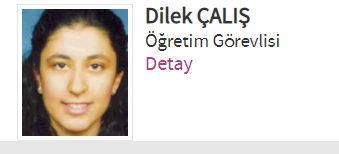 Dilek ÇALIŞ
Öğretim Görevlisi
Detay